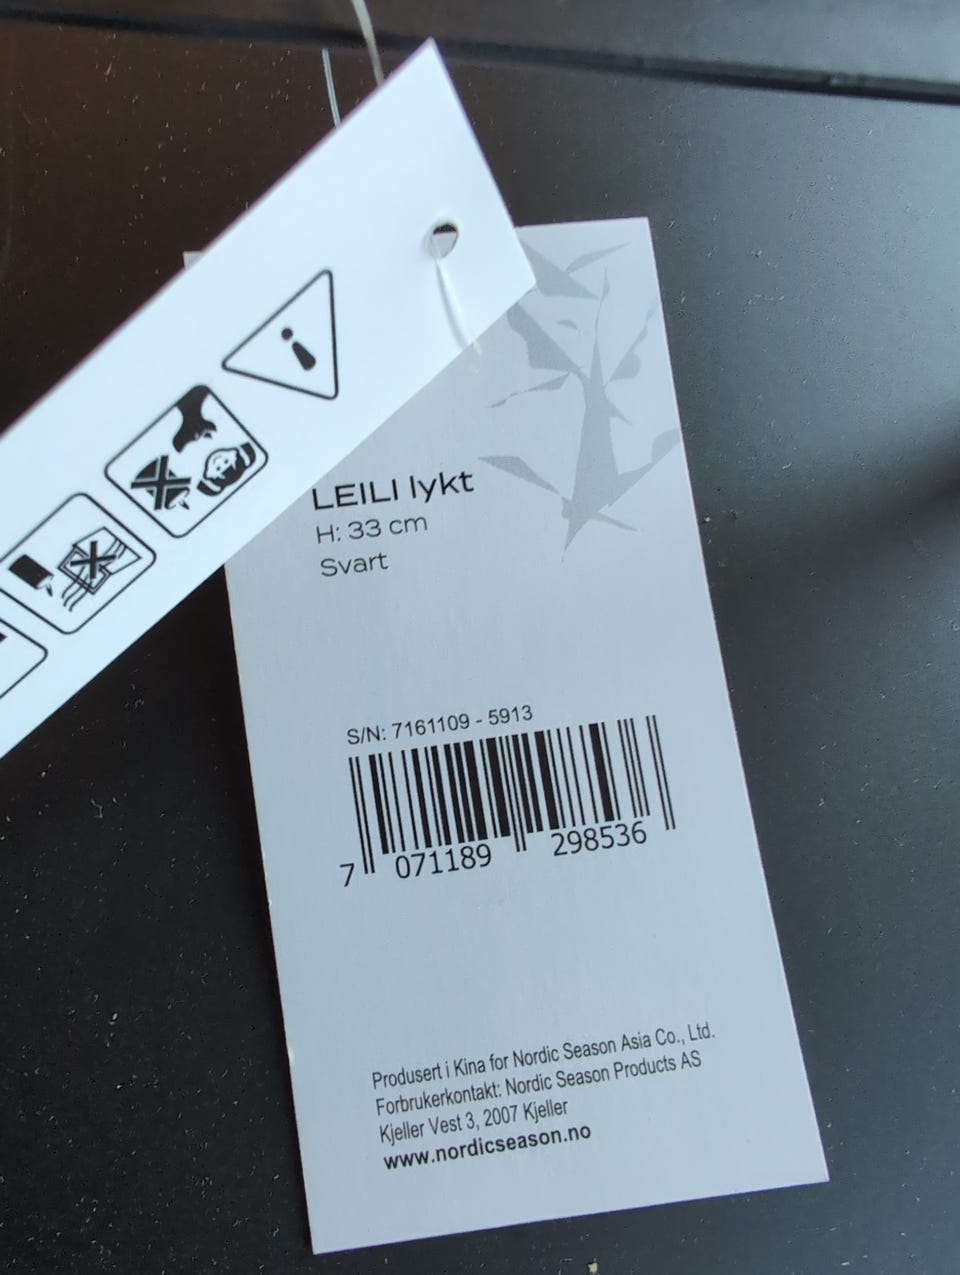 LEILI lykt
H: 33 cm
Svart
S/N: 7161109 - 5913
7 071189 298536
Produsert i Kina for Nordic Season Asia Co., Ltd.
Forbrukerkontakt: Nordic Season Products AS
Kjeller Vest 3, 2007 Kjeller
www.nordicseason.no